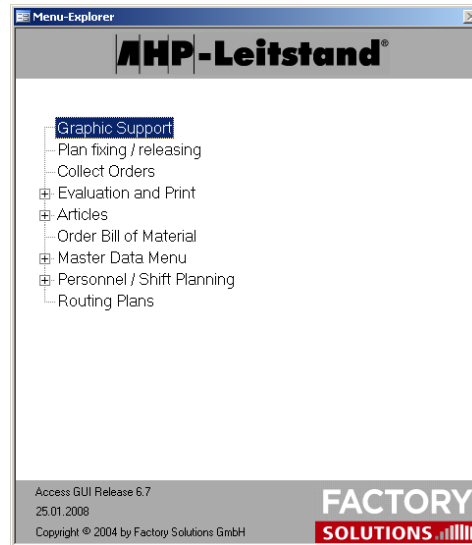 Menu-Explorer
AHP-Leitstand®
Graphic Support
Plan fixing / releasing
Collect Orders
Evaluation and Print
Articles
Order Bill of Material
Master Data Menu
Personnel / Shift Planning
Routing Plans
Access GUI Release 6.7
25.01.2008
Copyright © 2004 by Factory Solutions GmbH
FACTORY
SOLUTIONS